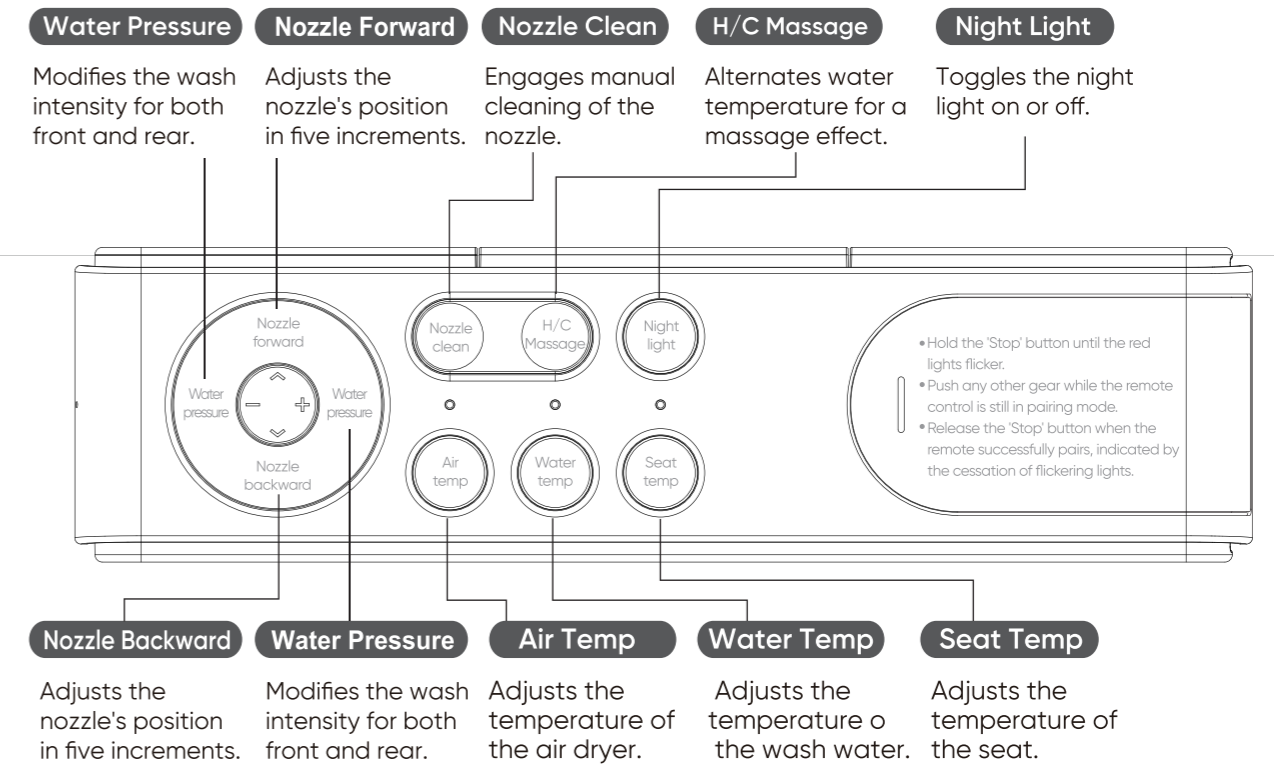 Water Pressure
Modifies the wash
intensity for both
front and rear.
Nozzle Forward
Adjusts the
nozzle's position
in five increments.
Nozzle Clean
Engages manual
cleaning of the
nozzle.
H/C Massage
Alternates water
temperature for a
massage effect.
Night Light
Toggles the night
light on or off.
Nozzle
forward
Water
pressure
Water
pressure
Nozzle
backward
Nozzle
clean
H/C
Massage
Night
light
Air
temp
Water
temp
Seat
temp
•Hold the 'Stop' button until the red
lights flicker.
•Push any other gear while the remote
control is still in pairing mode.
•Release the 'Stop' button when the
remote successfully pairs, indicated by
the cessation of flickering lights.
Nozzle Backward
Adjusts the
nozzle's position
in five increments.
Water Pressure
Modifies the wash
intensity for both
front and rear.
Air Temp
Adjusts the
temperature of
the air dryer.
Water Temp
Adjusts the
temperature o
the wash water.
Seat Temp
Adjusts the
temperature of
the seat.